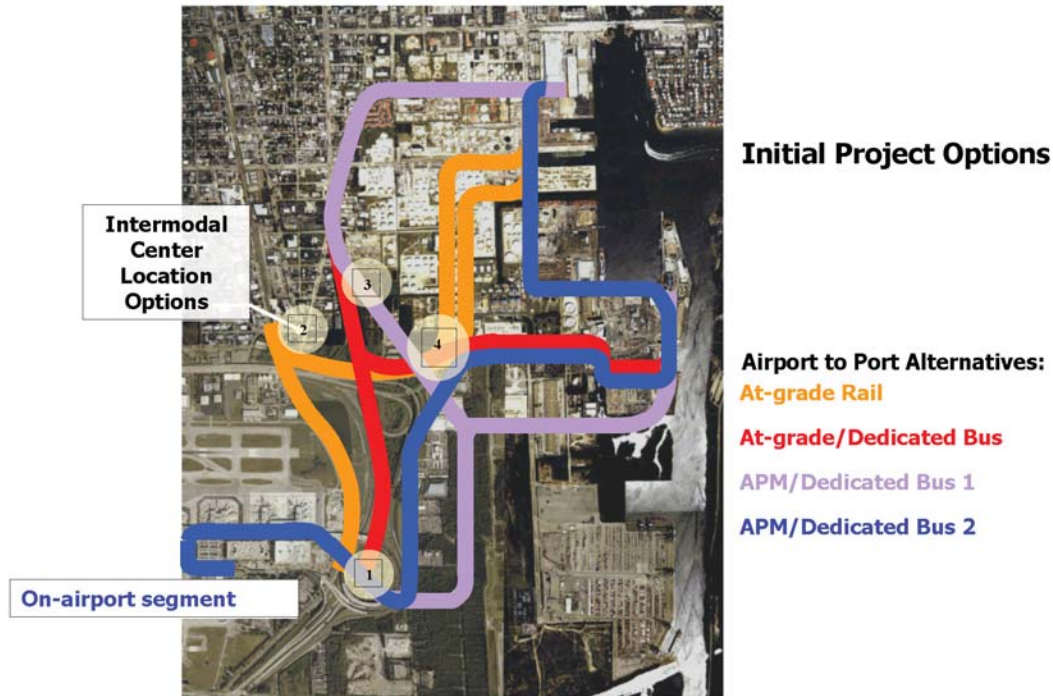 Initial Project Options
Intermodal
Center
Location
Options
3
2
4
1
On-airport segment
Airport to Port Alternatives:
At-grade Rail
At-grade/Dedicated Bus
APM/Dedicated Bus 1
APM/Dedicated Bus 2